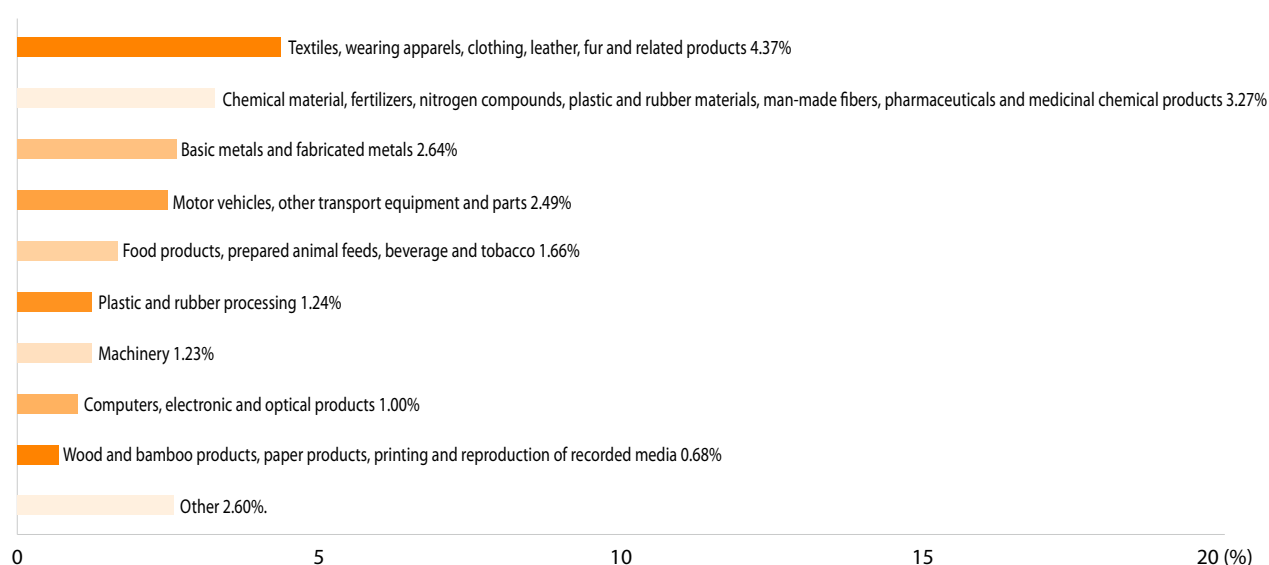 Textiles, wearing apparels, clothing, leather, fur and related products 4.37%
Chemical material, fertilizers, nitrogen compounds, plastic and rubber materials, man-made fibers, pharmaceuticals and medicinal chemical products 3.27%
Basic metals and fabricated metals 2.64%
Motor vehicles, other transport equipment and parts 2.49%
Food products, prepared animal feeds, beverage and tobacco 1.66%
Plastic and rubber processing 1.24%
Machinery 1.23%
Computers, electronic and optical products 1.00%
Wood and bamboo products, paper products, printing and reproduction of recorded media 0.68%
Other 2.60%.
0 5 10 15 20 (%)